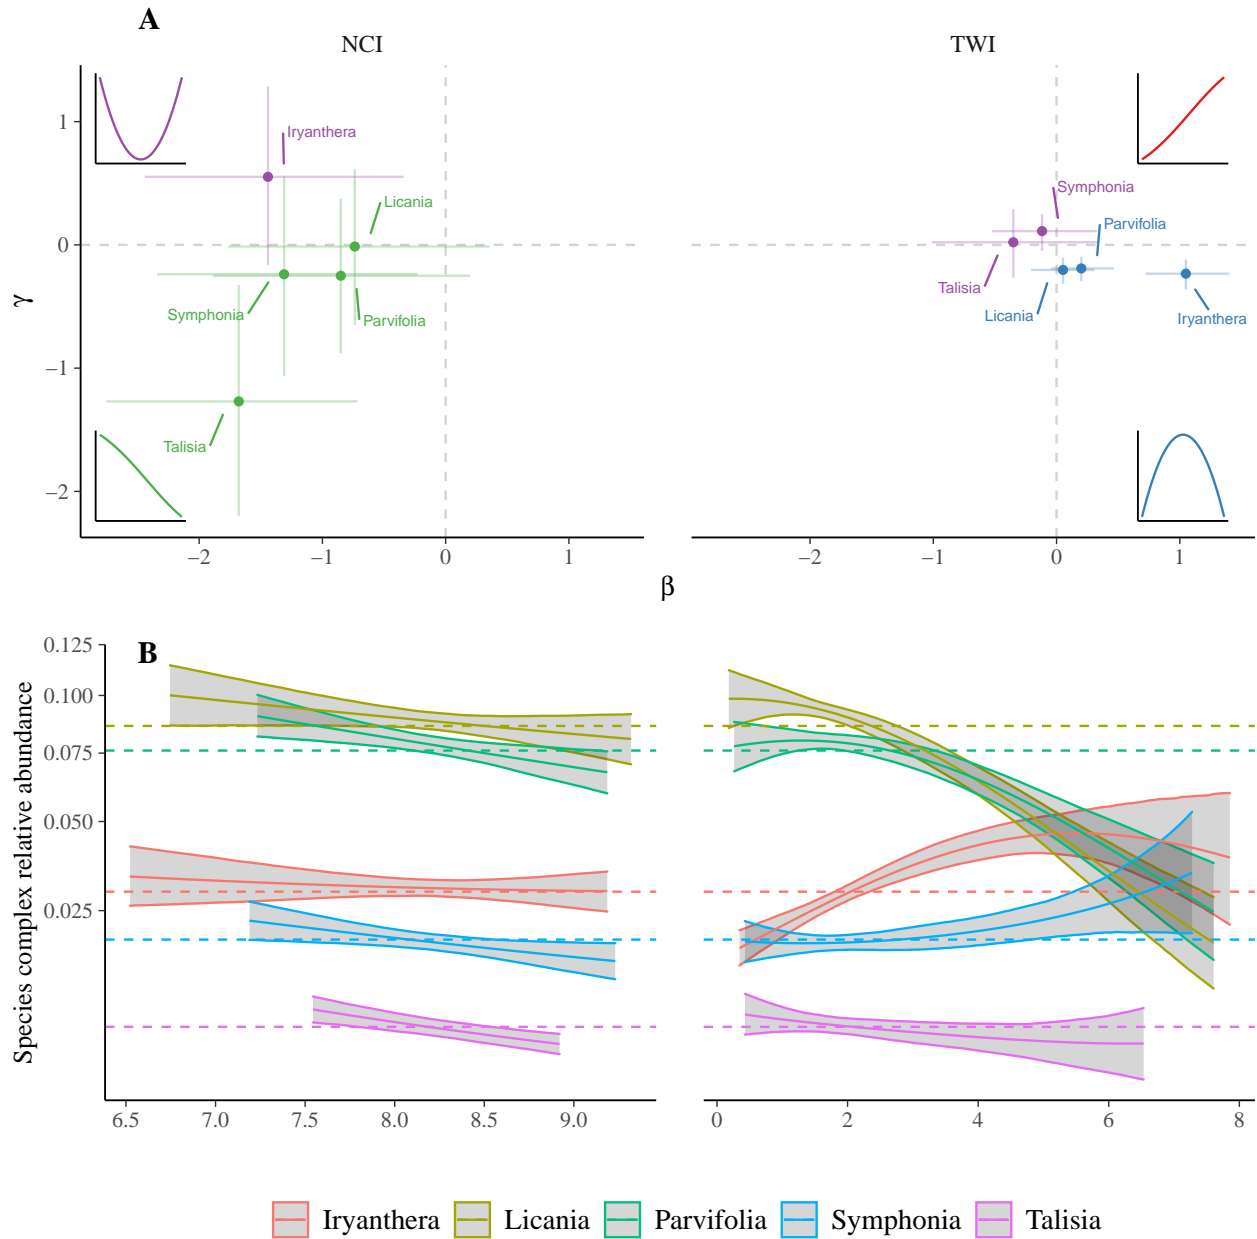 A
NCI
TWI
Iryanthera
Licania
Symphonia
Parvifolia
Talisia
Symphonia
Parvifolia
Talisia
Licania
Iryanthera
1
0
−1
−2
γ
−2
−1
0
1
−2
−1
0
1
β
B
Species complex relative abundance
0.125
0.100
0.075
0.050
0.025
6.5
7.0
7.5
8.0
8.5
9.0
0
2
4
6
8
Iryanthera
Licania
Parvifolia
Symphonia
Talisia